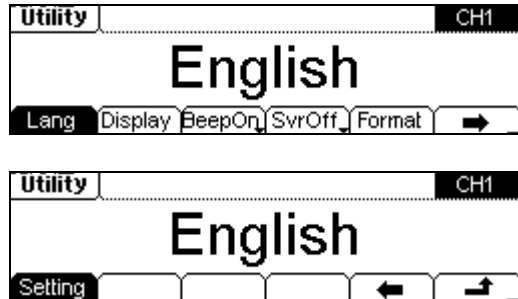 Utility CH1
English
Lang Display BeepOn SvrOff Format
Utility CH1
English
Setting